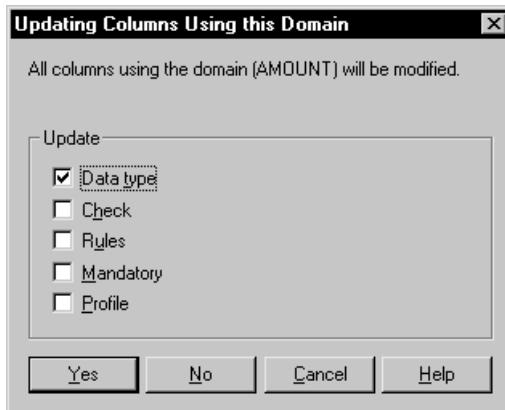 Updating Columns Using this Domain
All columns using the domain (AMOUNT) will be modified.
Update
Data type
Check
Rules
Mandatory
Profile
Yes No Cancel Help